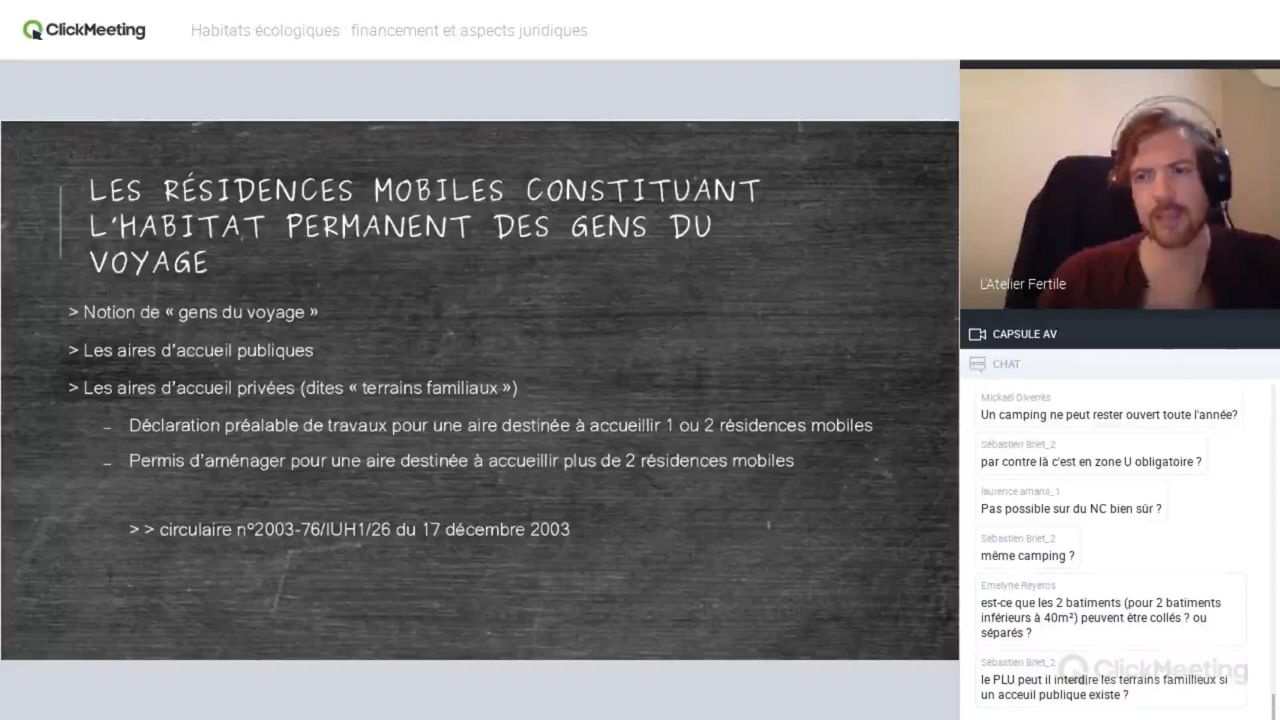 ClickMeeting
Habitats écologiques : financement et aspects juridiques
LES RÉSIDENCES MOBILES CONSTITUANT
L'HABITAT PERMANENT DES GENS DU
VOYAGE
> Notion de « gens du voyage »
> Les aires d'accueil publiques
> Les aires d'accueil privées (dites « terrains familiaux »)
– Déclaration préalable de travaux pour une aire destinée à accueillir 1 ou 2 résidences mobiles
– Permis d'aménager pour une aire destinée à accueillir plus de 2 résidences mobiles
> > circulaire n°2003-76/IUH1/26 du 17 décembre 2003
L'Atelier Fertile
CAPSULE AV
CHAT
Mickaël Diverrès
Un camping ne peut rester ouvert toute l'année?
Sébastien Briet_2
par contre là c'est en zone U obligatoire ?
laurence amans_1
Pas possible sur du NC bien sûr ?
Sébastien Briet_2
même camping ?
Emelyne Reyeros
est-ce que les 2 batiments (pour 2 batiments
inférieurs à 40m²) peuvent être collés ? ou
séparés ?
Sébastien Briet_2
le PLU peut il interdire les terrains famillieux si
un acceuil publique existe ?
ClickMeeting